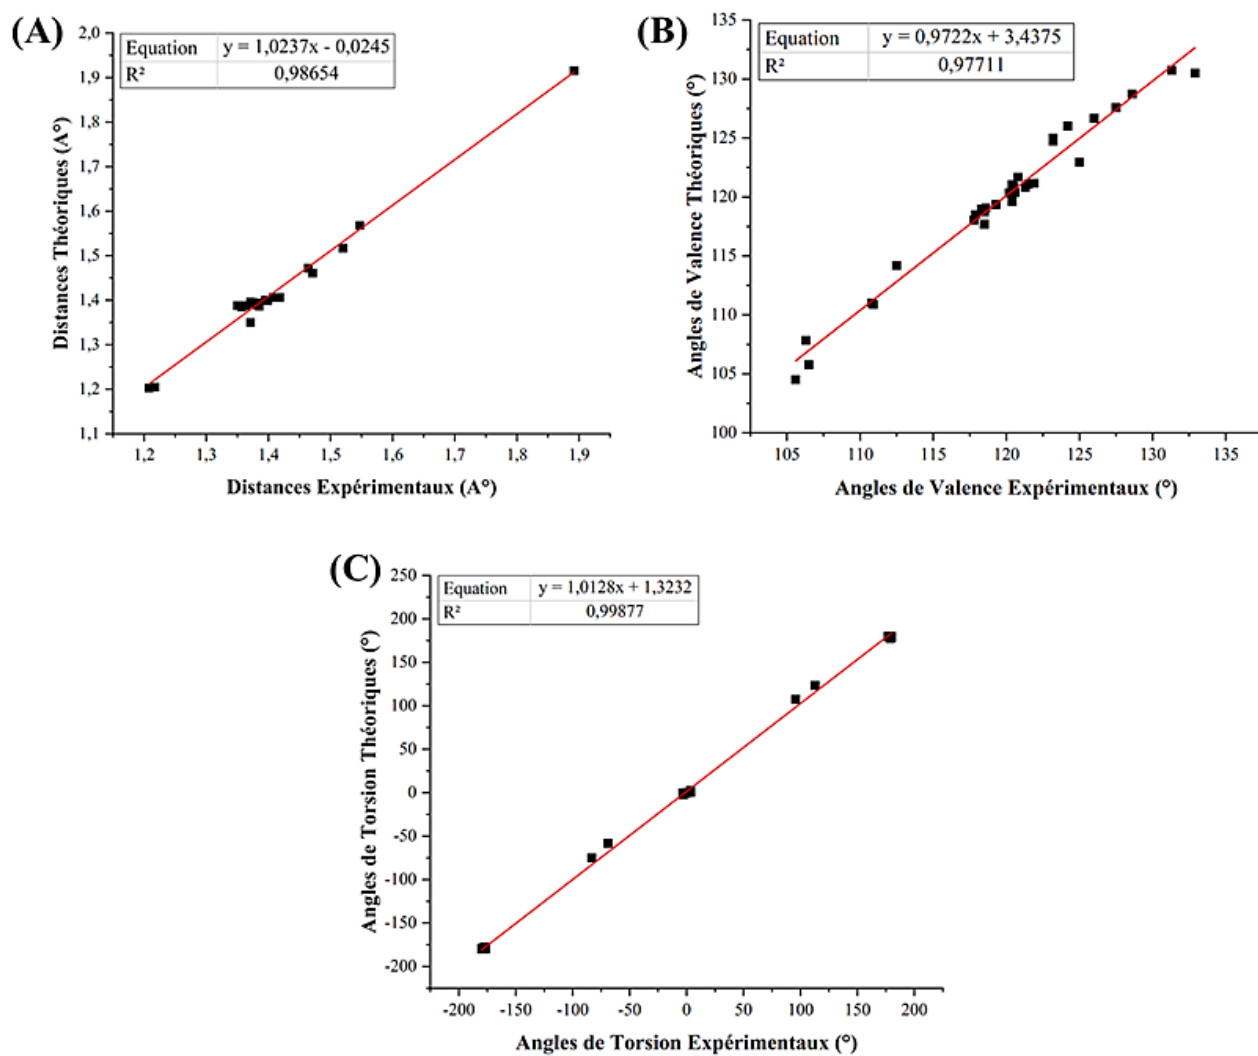 (A)
Equation y = 1,0237x - 0,0245
R² 0,98654
2,0
1,9
1,8
1,7
1,6
1,5
1,4
1,3
1,2
1,1
Distances Théoriques (A°)
1,2 1,3 1,4 1,5 1,6 1,7 1,8 1,9
Distances Expérimentaux (A°)
(B)
Equation y = 0,9722x + 3,4375
R² 0,97711
135
130
125
120
115
110
105
100
Angles de Valence Théoriques (°)
105 110 115 120 125 130 135
Angles de Valence Expérimentaux (°)
(C)
Equation y = 1,0128x + 1,3232
R² 0,99877
250
200
150
100
50
0
-50
-100
-150
-200
Angles de Torsion Théoriques (°)
-200 -150 -100 -50 0 50 100 150 200
Angles de Torsion Expérimentaux (°)